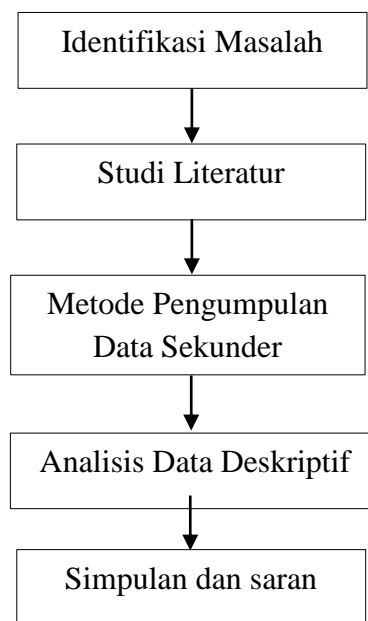 Identifikasi Masalah
Studi Literatur
Metode Pengumpulan
Data Sekunder
Analisis Data Deskriptif
Simpulan dan saran